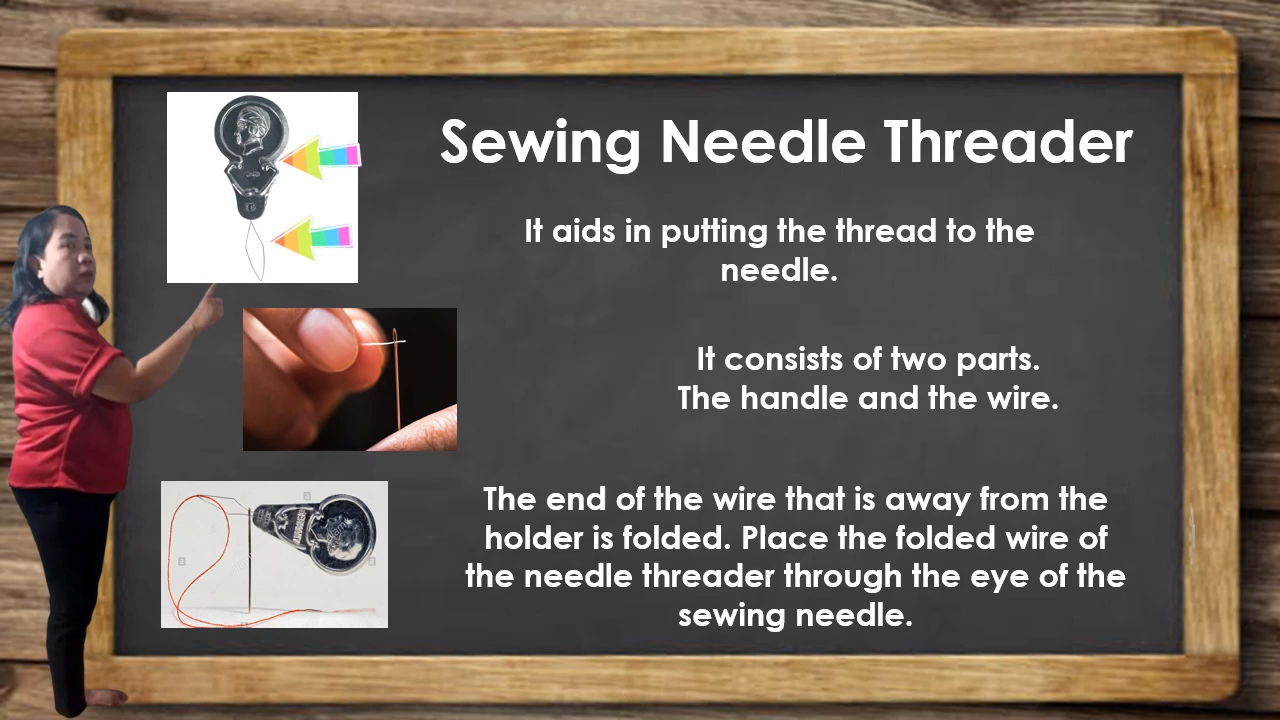 Sewing Needle Threader
It aids in putting the thread to the
needle.
It consists of two parts.
The handle and the wire.
The end of the wire that is away from the
holder is folded. Place the folded wire of
the needle threader through the eye of the
sewing needle.